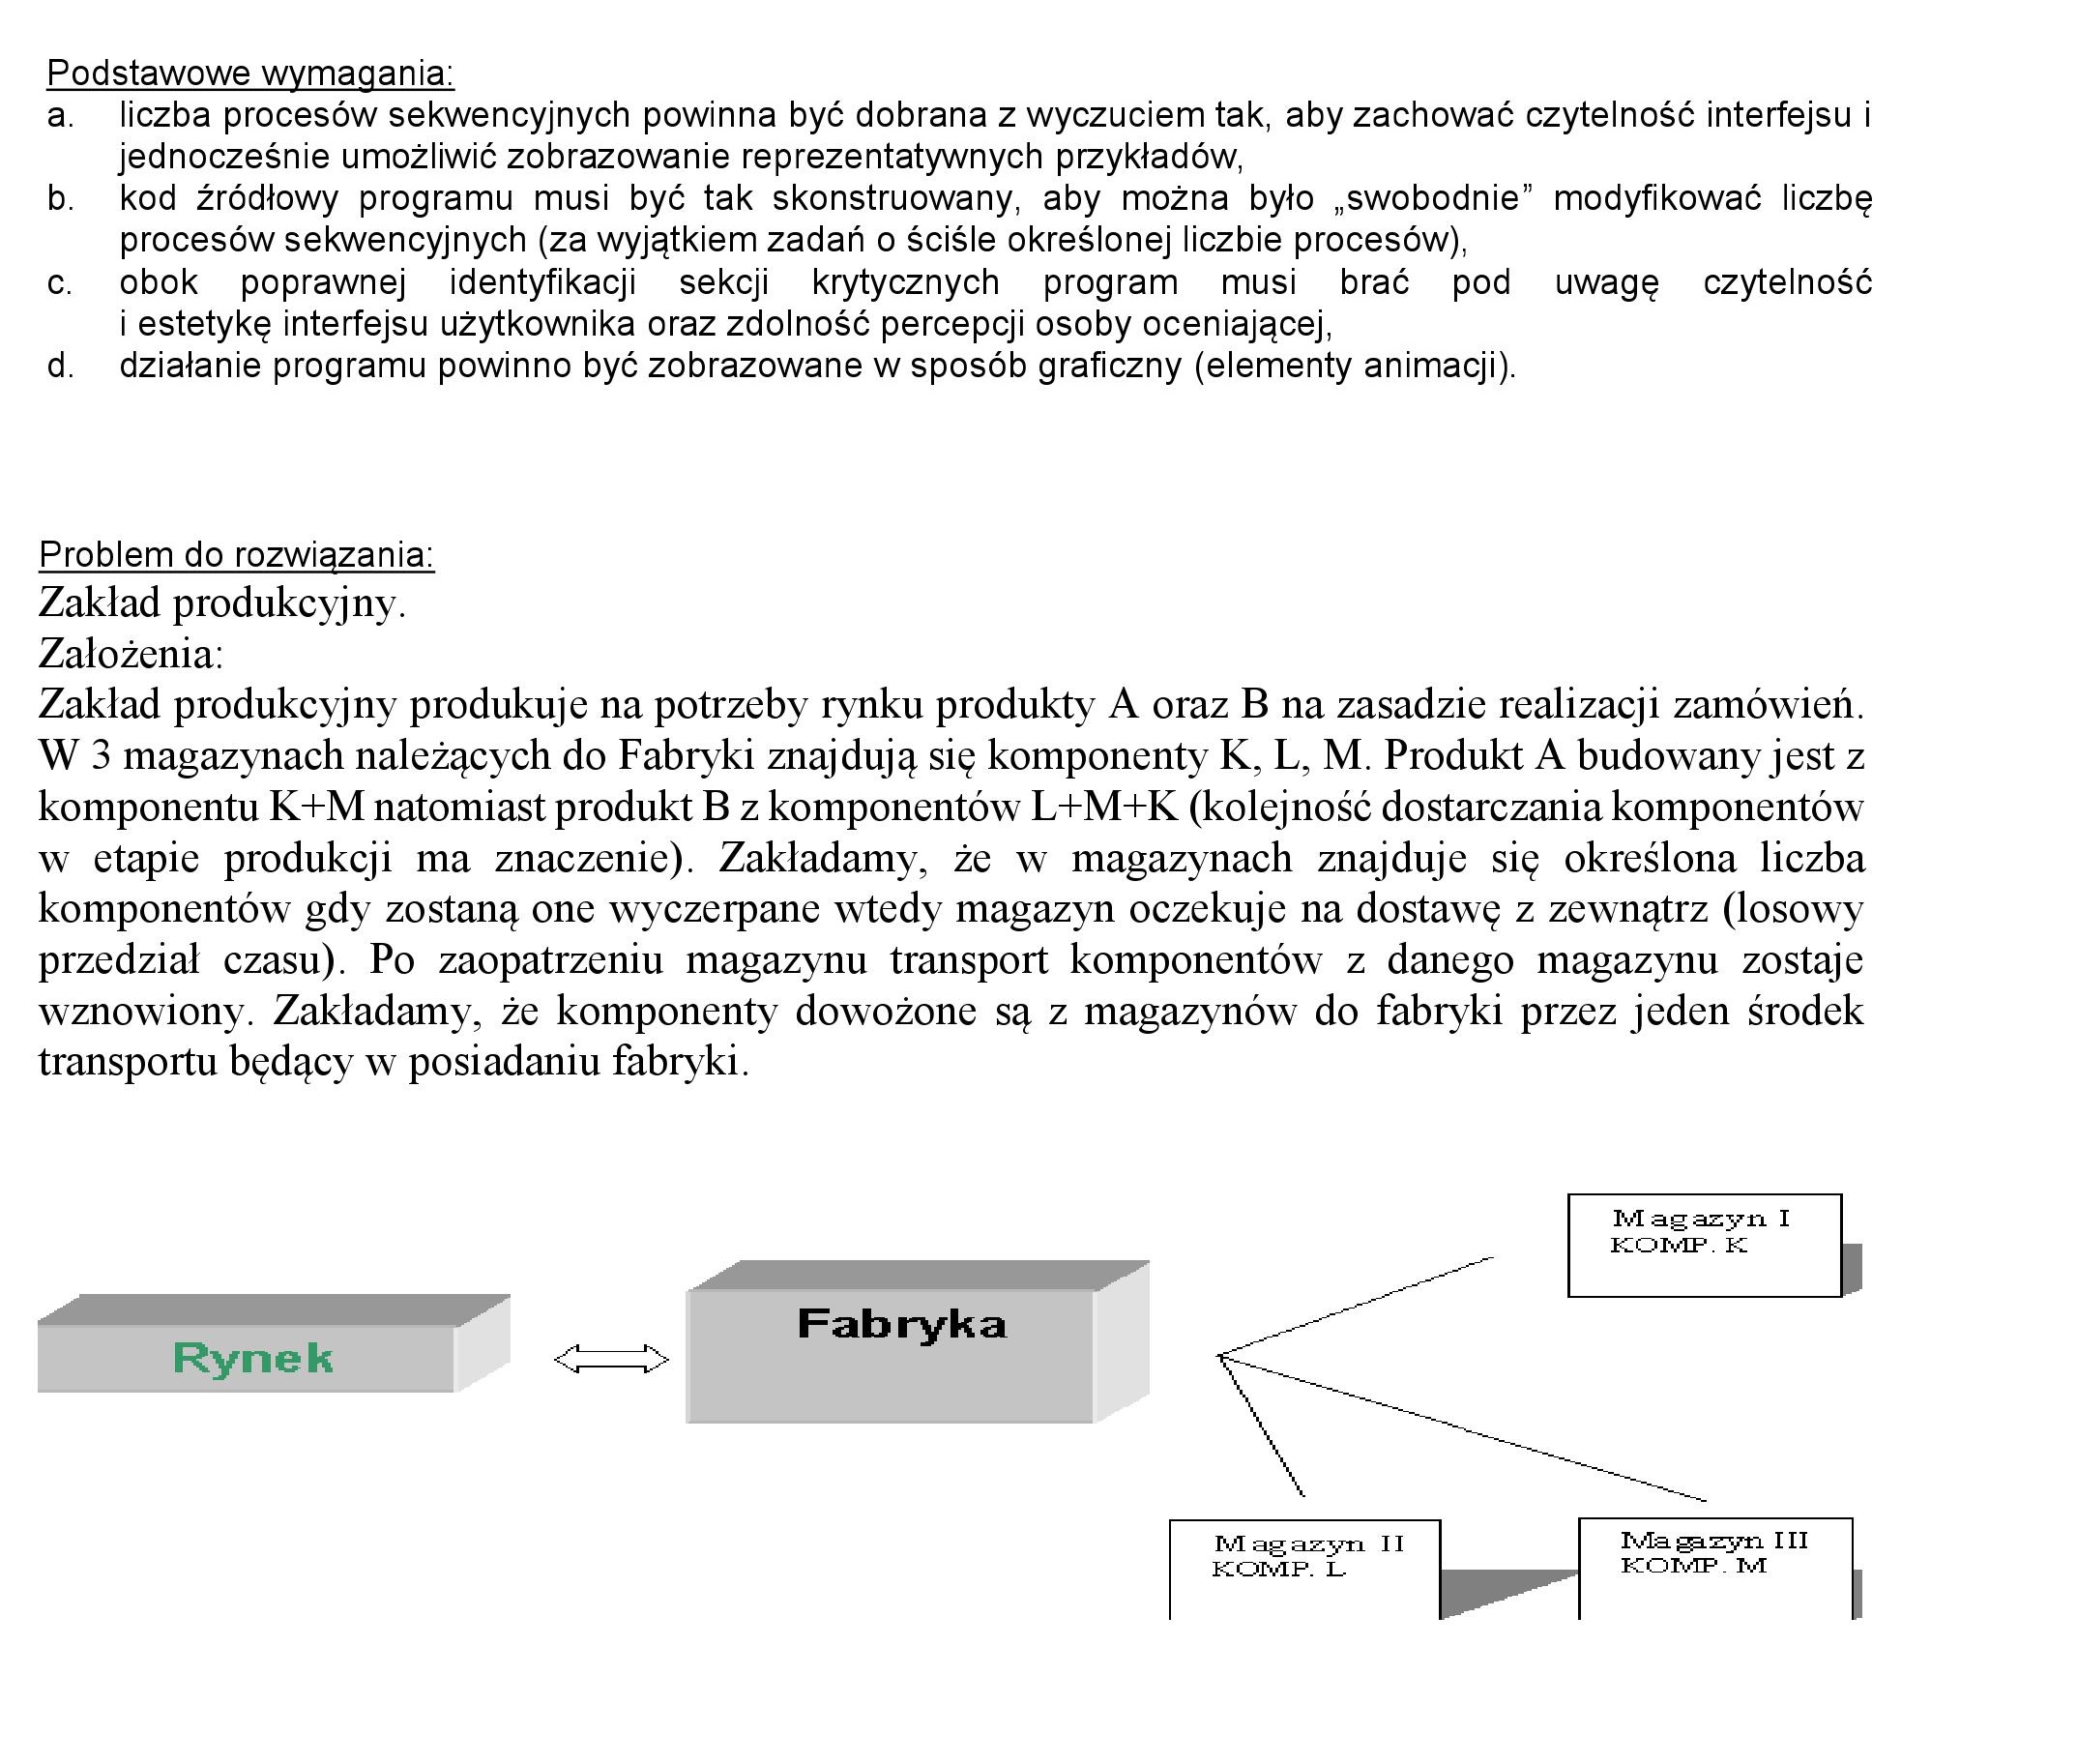 Podstawowe wymagania:
a. liczba procesów sekwencyjnych powinna być dobrana z wyczuciem tak, aby zachować czytelność interfejsu i
jednocześnie umożliwić zobrazowanie reprezentatywnych przykładów,
b. kod źródłowy programu musi być tak skonstruowany, aby można było „swobodnie” modyfikować liczbę
procesów sekwencyjnych (za wyjątkiem zadań o ściśle określonej liczbie procesów),
c. obok poprawnej identyfikacji sekcji krytycznych program musi brać pod uwagę czytelność
i estetykę interfejsu użytkownika oraz zdolność percepcji osoby oceniającej,
d. działanie programu powinno być zobrazowane w sposób graficzny (elementy animacji).
Problem do rozwiązania:
Zakład produkcyjny.
Założenia:
Zakład produkcyjny produkuje na potrzeby rynku produkty A oraz B na zasadzie realizacji zamówień.
W 3 magazynach należących do Fabryki znajdują się komponenty K, L, M. Produkt A budowany jest z
komponentu K+M natomiast produkt B z komponentów L+M+K (kolejność dostarczania komponentów
w etapie produkcji ma znaczenie). Zakładamy, że w magazynach znajduje się określona liczba
komponentów gdy zostaną one wyczerpane wtedy magazyn oczekuje na dostawę z zewnątrz (losowy
przedział czasu). Po zaopatrzeniu magazynu transport komponentów z danego magazynu zostaje
wznowiony. Zakładamy, że komponenty dowożone są z magazynów do fabryki przez jeden środek
transportu będący w posiadaniu fabryki.
Magazyn I
KOMP. K
Fabryka
Rynek
Magazyn II
KOMP. L
Magazyn III
KOMP. M